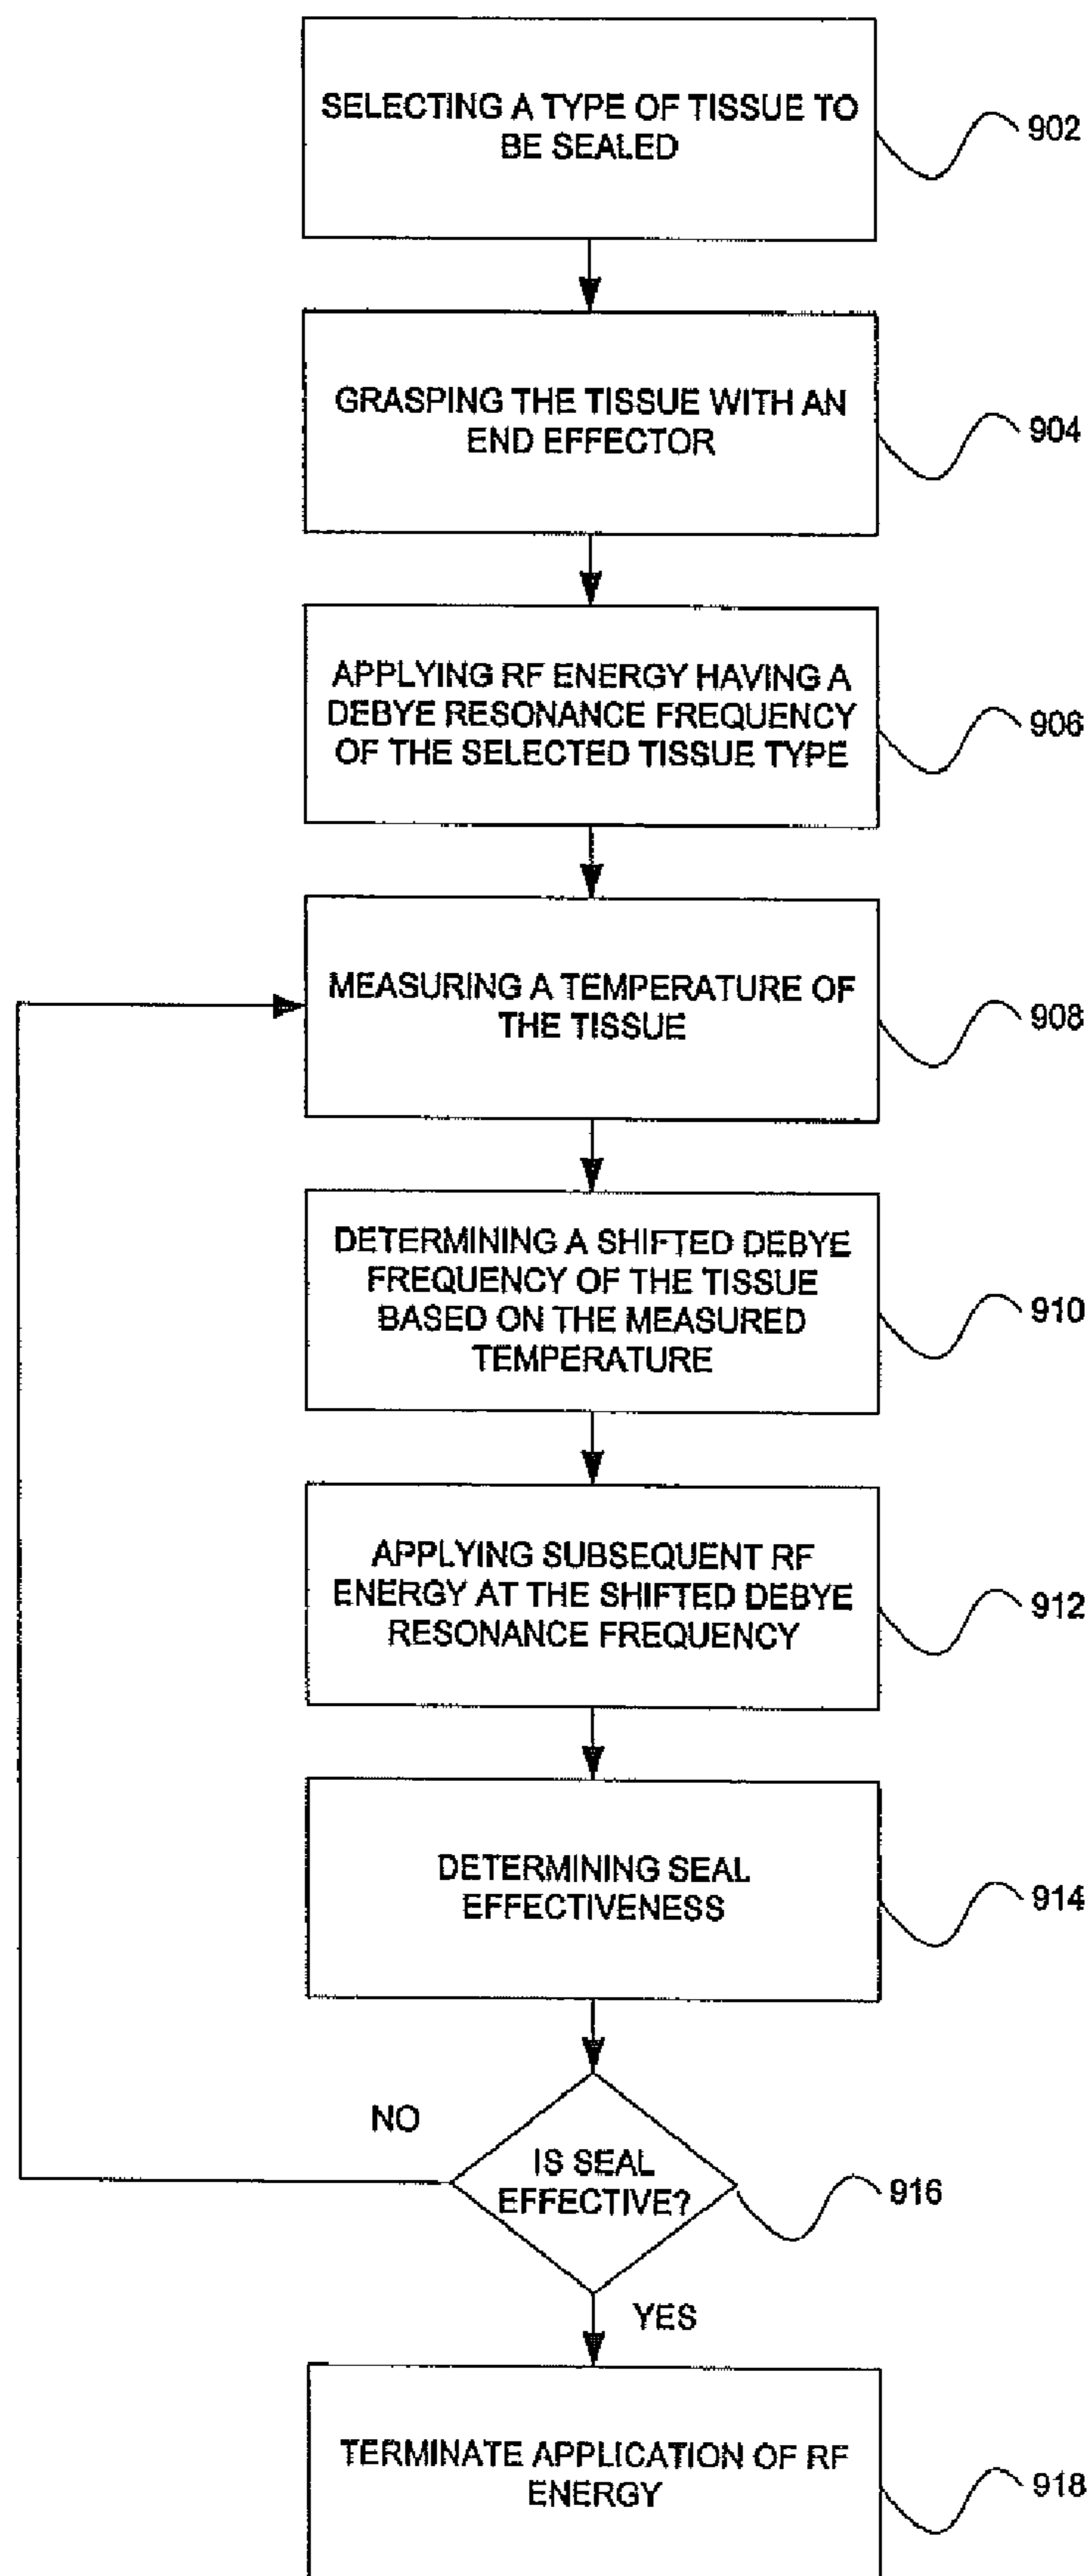 SELECTING A TYPE OF TISSUE TO
BE SEALED
902
GRASPING THE TISSUE WITH AN
END EFFECTOR
904
APPLYING RF ENERGY HAVING A
DEBYE RESONANCE FREQUENCY
OF THE SELECTED TISSUE TYPE
906
MEASURING A TEMPERATURE OF
THE TISSUE
908
DETERMINING A SHIFTED DEBYE
FREQUENCY OF THE TISSUE
BASED ON THE MEASURED
TEMPERATURE
910
APPLYING SUBSEQUENT RF
ENERGY AT THE SHIFTED DEBYE
RESONANCE FREQUENCY
912
DETERMINING SEAL
EFFECTIVENESS
914
NO
IS SEAL
EFFECTIVE?
916
YES
TERMINATE APPLICATION OF RF
ENERGY
918